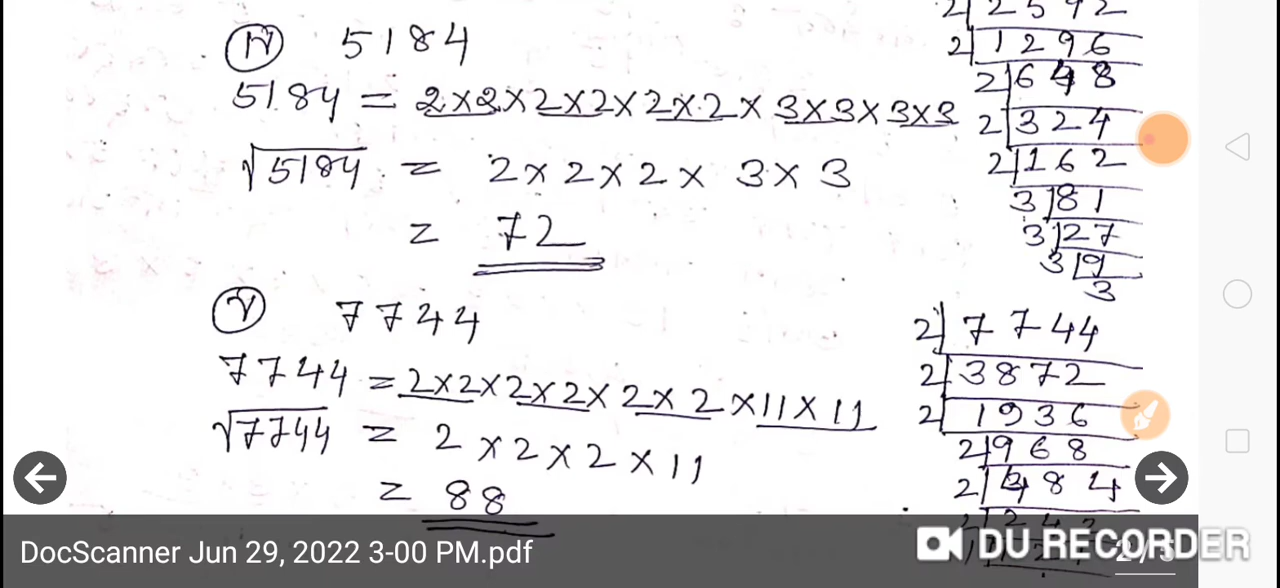 (iv) 5184
5184 = 2×2×2×2×2×2×3×3×3×3
√5184 = 2×2×2×3×3
= 72
2|2592
2|1296
2|648
2|324
2|162
3|81
3|27
3|9
3
(v) 7744
7744 = 2×2×2×2×2×2×11×11
√7744 = 2×2×2×11
= 88
2|7744
2|3872
2|1936
2|968
2|484
DocScanner Jun 29, 2022 3-00 PM.pdf
DU RECORDER